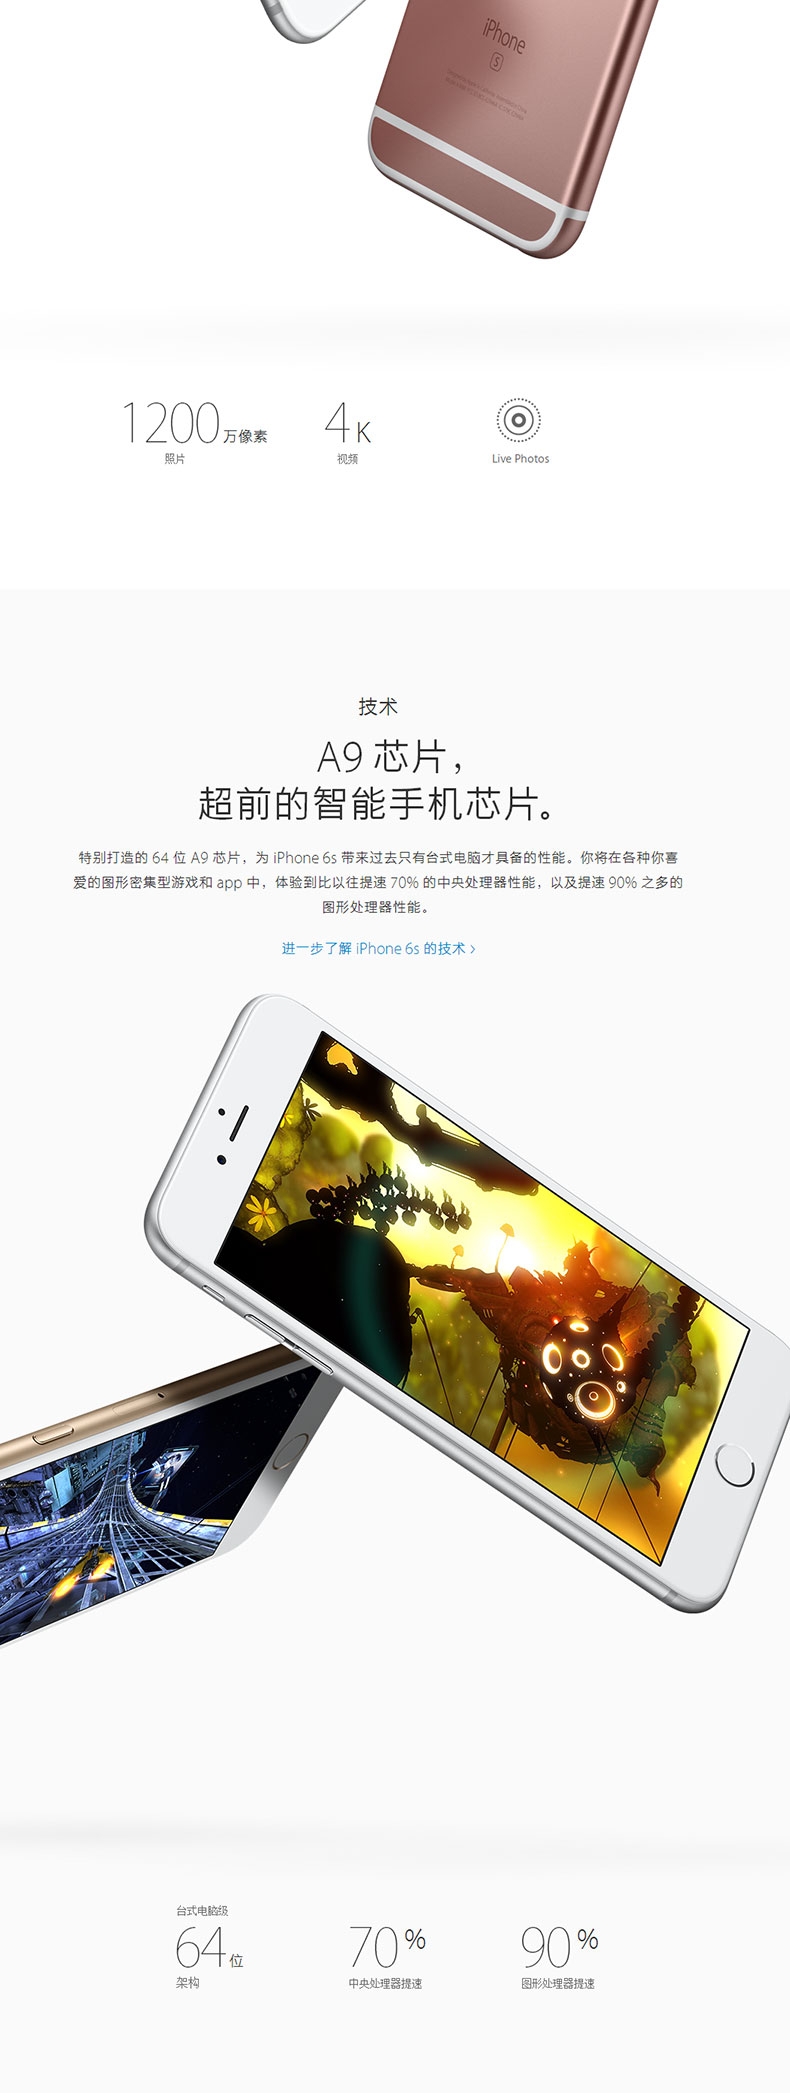 iPhone
S
1200万像素
照片
4K
视频
Live Photos
技术
A9 芯片，
超前的智能手机芯片。
特别打造的 64 位 A9 芯片，为 iPhone 6s 带来过去只有台式电脑才具备的性能。你将在各种你喜
爱的图形密集型游戏和 app 中，体验到比以往提速 70% 的中央处理器性能，以及提速 90% 之多的
图形处理器性能。
进一步了解 iPhone 6s 的技术 >
台式电脑级
64位
架构
70%
中央处理器提速
90%
图形处理器提速